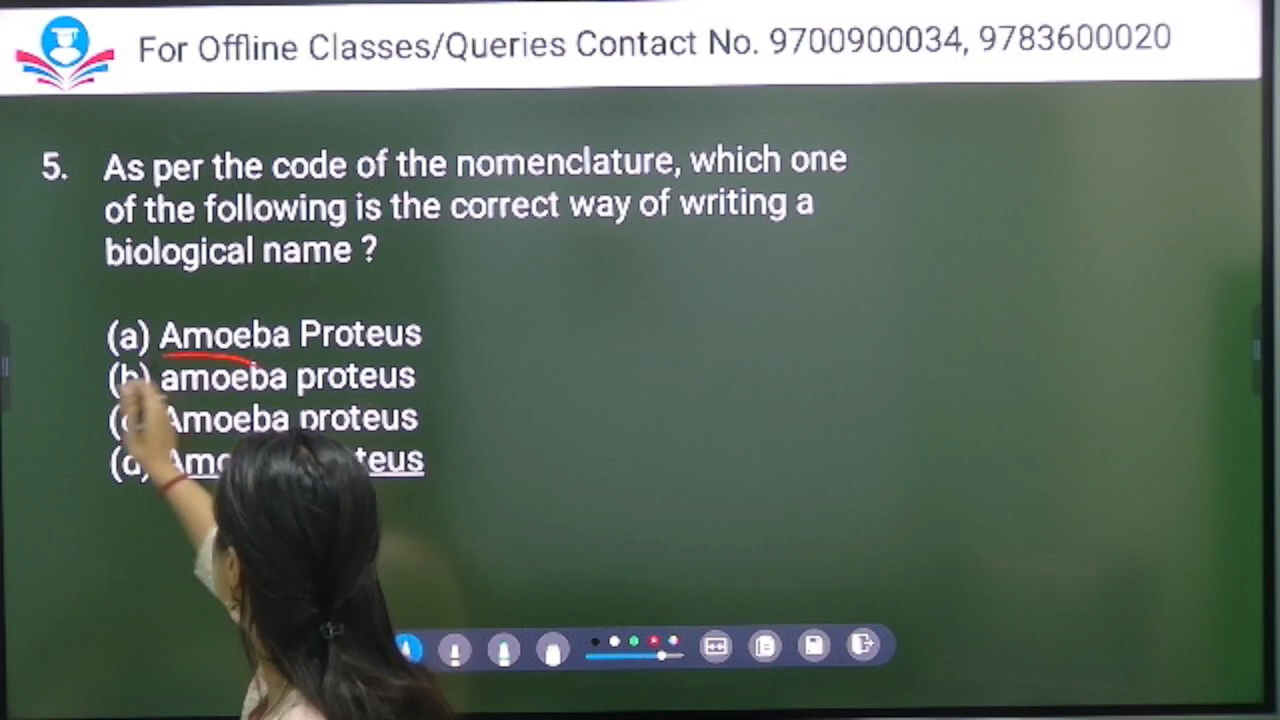 For Offline Classes/Queries Contact No. 9700900034, 9783600020
5. As per the code of the nomenclature, which one
of the following is the correct way of writing a
biological name ?
(a) Amoeba Proteus
(b) amoeba proteus
Amoeba proteus